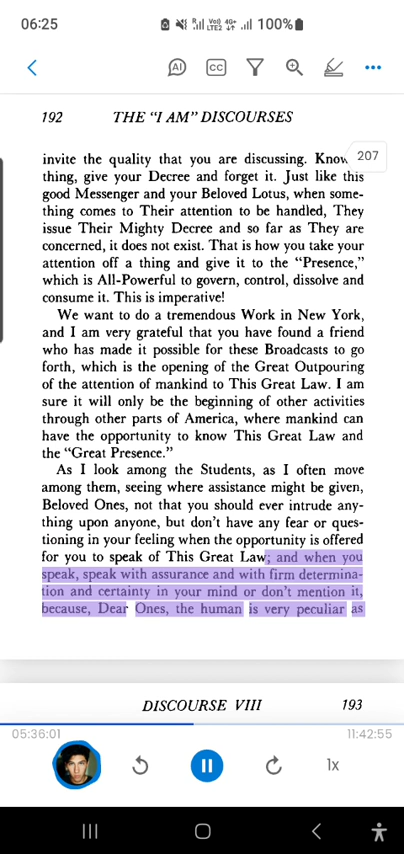 06:25 Vo)) 4G+ R LTE2 100%
AI CC
192 THE “I AM” DISCOURSES
207
invite the quality that you are discussing.
thing, give your Decree and forget it. Just like this
good Messenger and your Beloved Lotus, when some-
thing comes to Their attention to be handled, They
issue Their Mighty Decree and so far as They are
concerned, it does not exist. That is how you take your
attention off a thing and give it to the “Presence,”
which is All-Powerful to govern, control, dissolve and
consume it. This is imperative!
We want to do a tremendous Work in New York,
and I am very grateful that you have found a friend
who has made it possible for these Broadcasts to go
forth, which is the opening of the Great Outpouring
of the attention of mankind to This Great Law. I am
sure it will only be the beginning of other activities
through other parts of America, where mankind can
have the opportunity to know This Great Law and
the “Great Presence.”
As I look among the Students, as I often move
among them, seeing where assistance might be given,
Beloved Ones, not that you should ever intrude any-
thing upon anyone, but don’t have any fear or ques-
tioning in your feeling when the opportunity is offered
for you to speak of This Great Law; and when you
speak, speak with assurance and with firm determina-
tion and certainty in your mind or don’t mention it,
because, Dear Ones, the human is very peculiar as
DISCOURSE VIII 193
05:36:01 11:42:55
1x